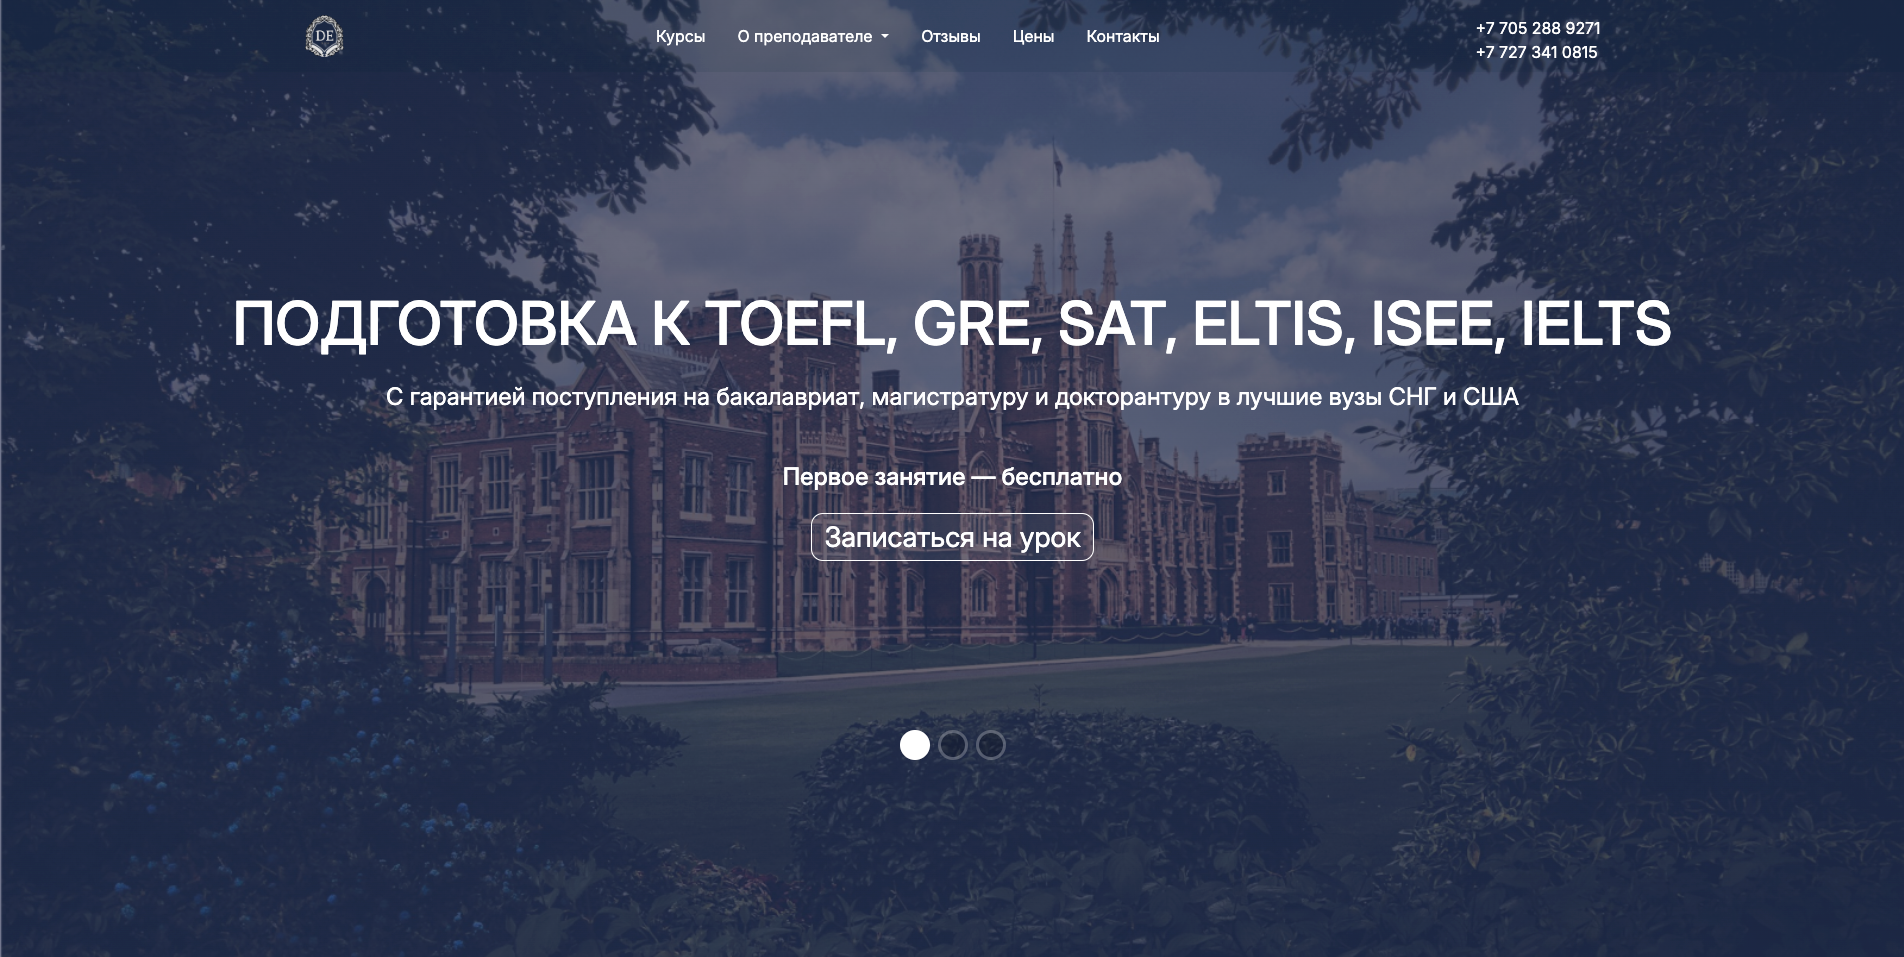 DE
Курсы
О преподавателе
Отзывы
Цены
Контакты
+7 705 288 9271
+7 727 341 0815
ПОДГОТОВКА К TOEFL, GRE, SAT, ELTIS, ISEE, IELTS
С гарантией поступления на бакалавриат, магистратуру и докторантуру в лучшие вузы СНГ и США
Первое занятие — бесплатно
Записаться на урок